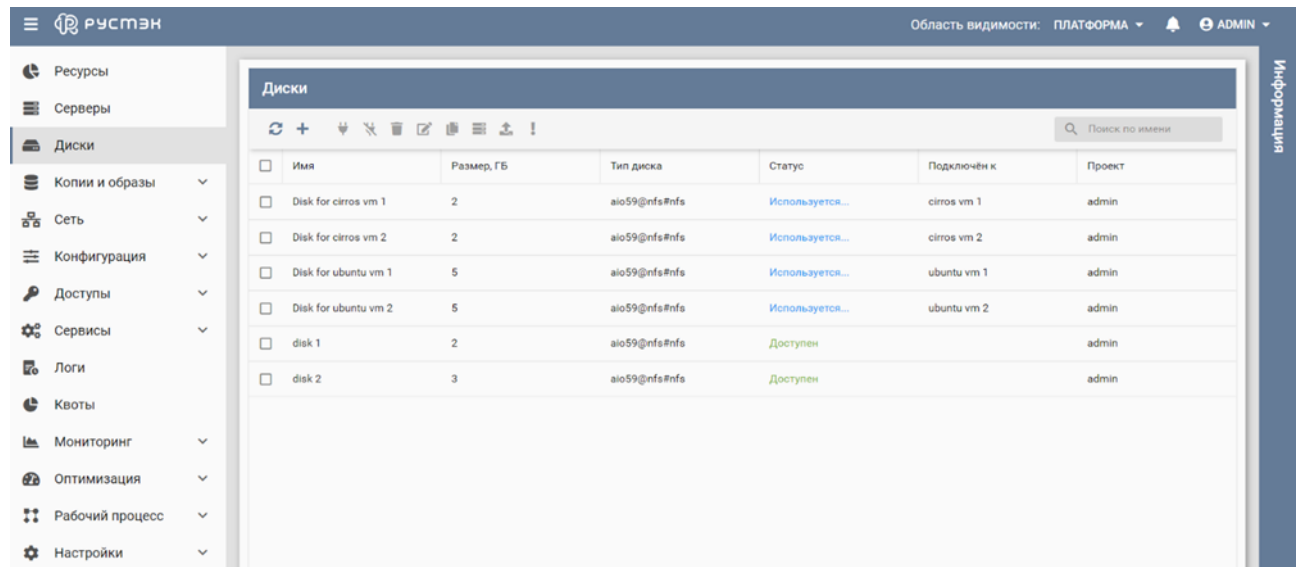 РУСТЭК Область видимости: ПЛАТФОРМА ADMIN
Информация
Ресурсы
Серверы
Диски
Копии и образы
Сеть
Конфигурация
Доступы
Сервисы
Логи
Квоты
Мониторинг
Оптимизация
Рабочий процесс
Настройки
Диски
Поиск по имени
Имя Размер, ГБ Тип диска Статус Подключён к Проект
Disk for cirros vm 1 2 aio59@nfs#nfs Используется... cirros vm 1 admin
Disk for cirros vm 2 2 aio59@nfs#nfs Используется... cirros vm 2 admin
Disk for ubuntu vm 1 5 aio59@nfs#nfs Используется... ubuntu vm 1 admin
Disk for ubuntu vm 2 5 aio59@nfs#nfs Используется... ubuntu vm 2 admin
disk 1 2 aio59@nfs#nfs Доступен admin
disk 2 3 aio59@nfs#nfs Доступен admin